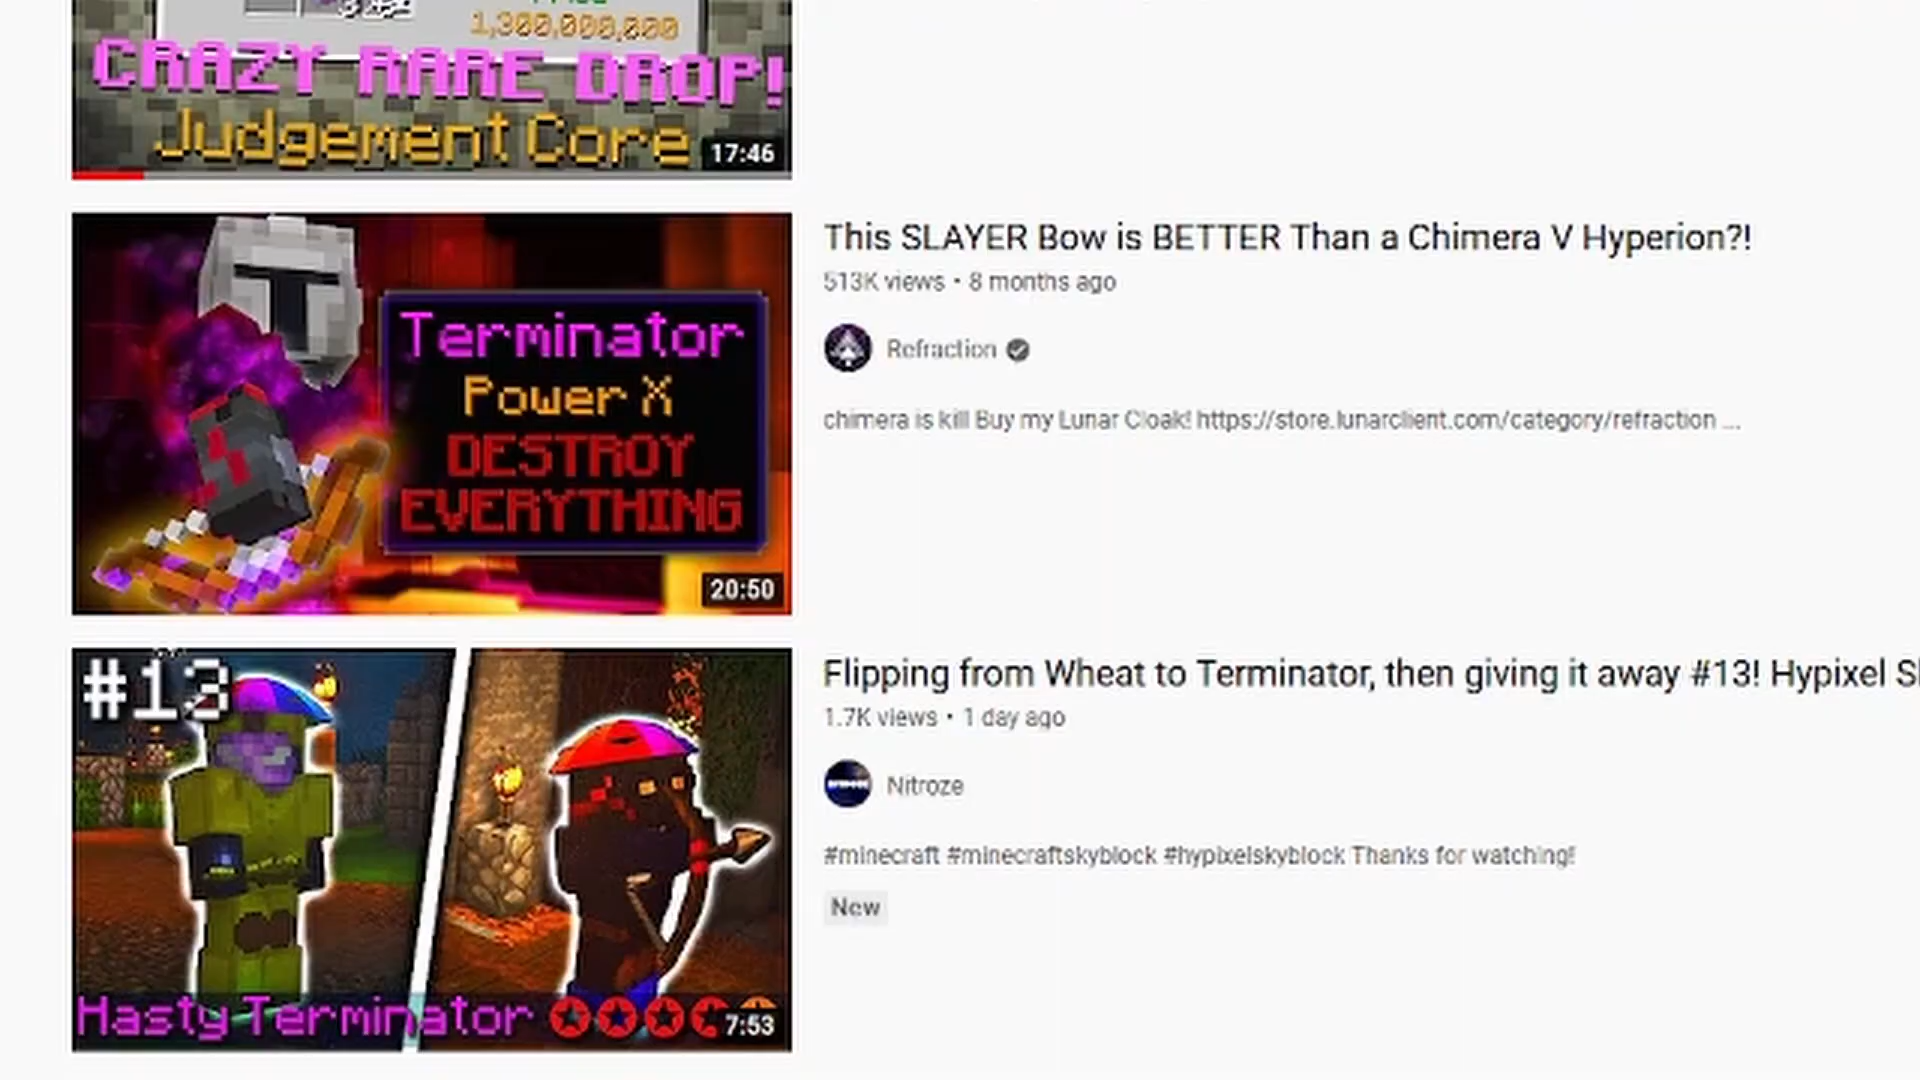 1,300,000,000
CRAZY RARE DROP!
Judgement Core
17:46
This SLAYER Bow is BETTER Than a Chimera V Hyperion?!
513K views • 8 months ago
Terminator
Power X
DESTROY
EVERYTHING
Refraction
chimera is kill Buy my Lunar Cloak! https://store.lunarclient.com/category/refraction ...
20:50
#13
Flipping from Wheat to Terminator, then giving it away #13! Hypixel
1.7K views • 1 day ago
Nitroze
#minecraft #minecraftskyblock #hypixelskyblock Thanks for watching!
New
Hasty Terminator
7:53